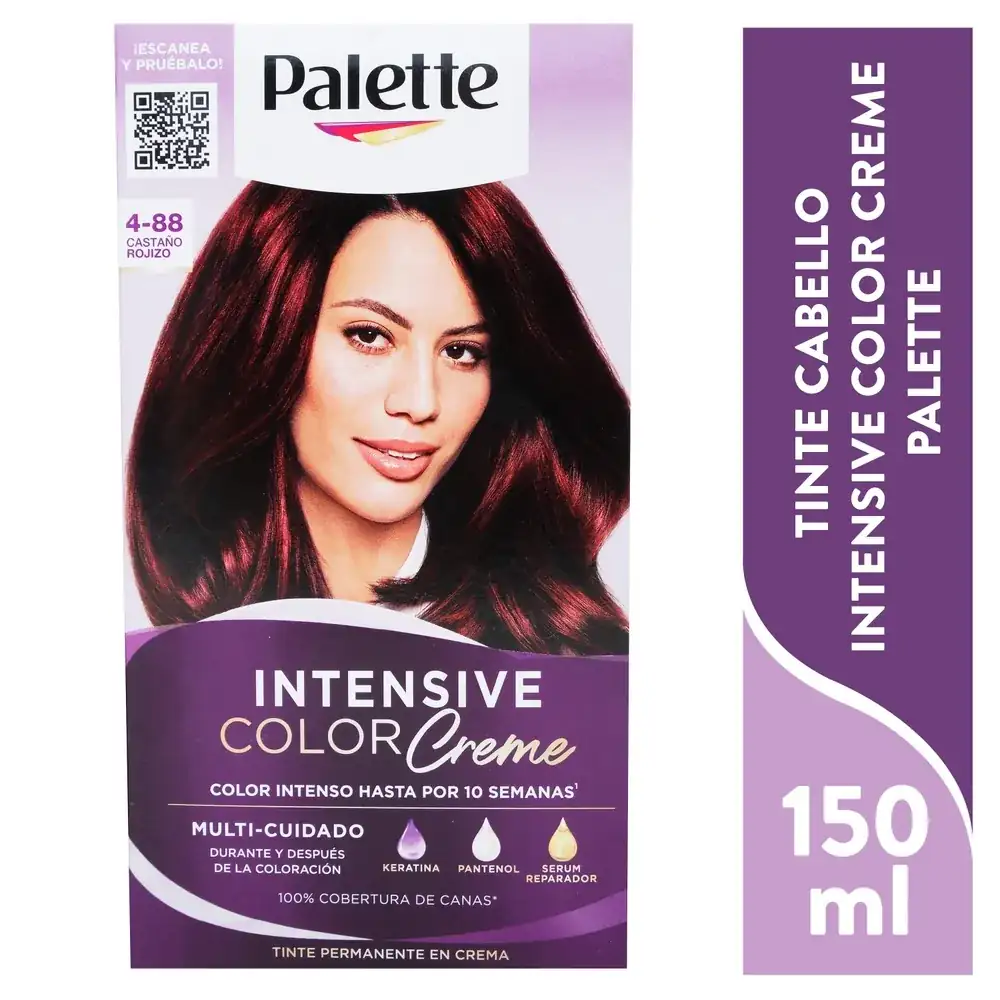 ¡ESCANEA
Y PRUÉBALO!
Palette
4-88
CASTAÑO
ROJIZO
INTENSIVE
COLOR Creme
COLOR INTENSO HASTA POR 10 SEMANAS¹
MULTI-CUIDADO
DURANTE Y DESPUÉS
DE LA COLORACIÓN
KERATINA
PANTENOL
SERUM
REPARADOR
100% COBERTURA DE CANAS*
TINTE PERMANENTE EN CREMA
TINTE CABELLO
INTENSIVE COLOR CREME
PALETTE
150
ml